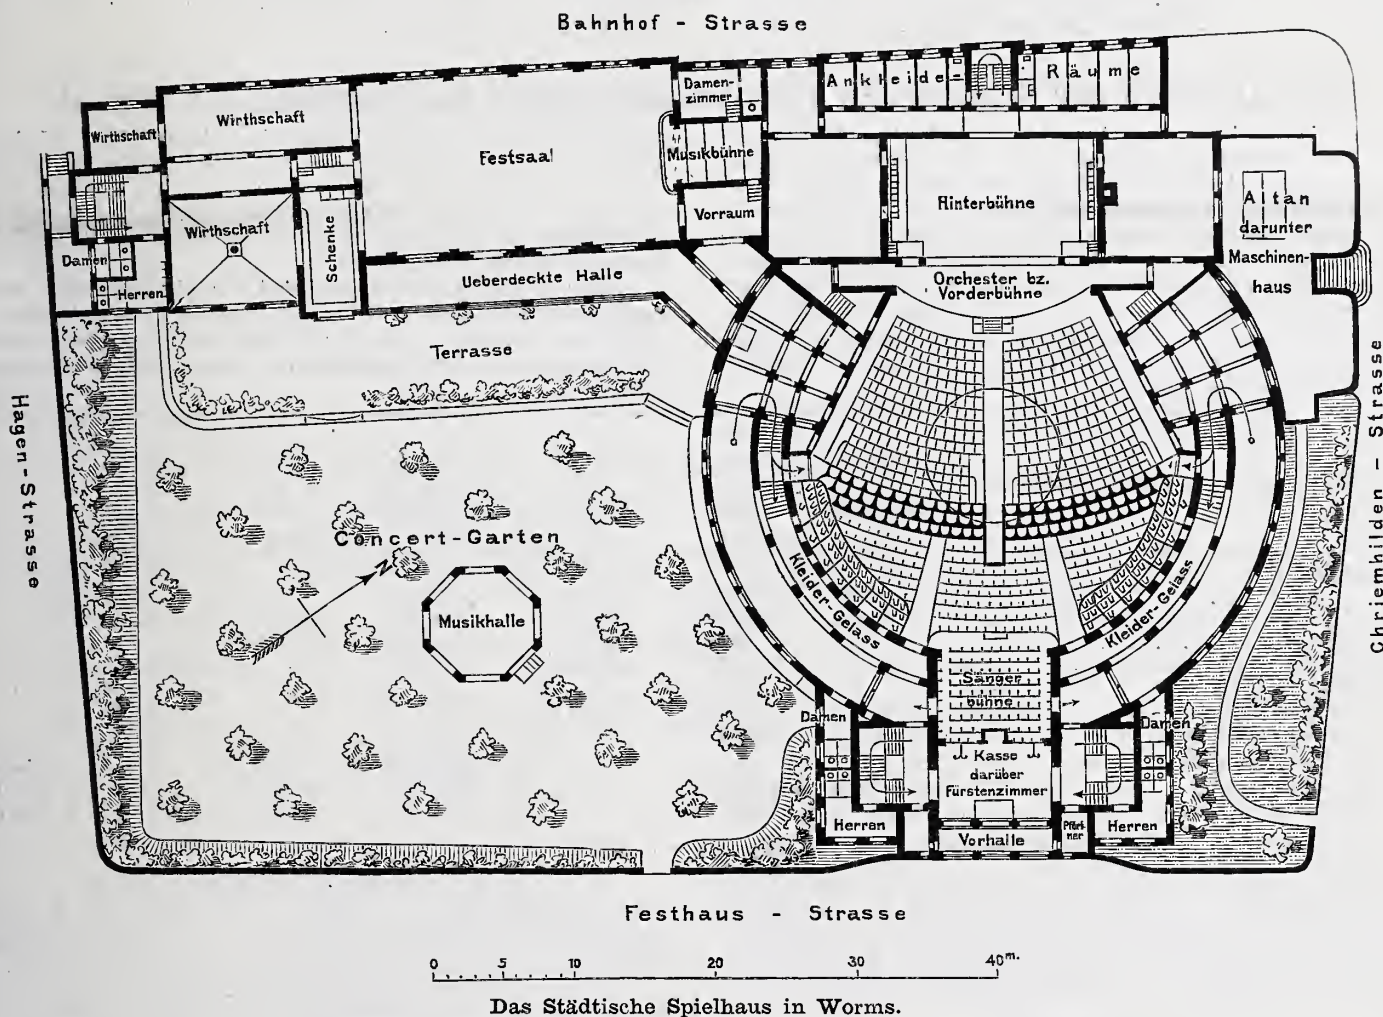 Bahnhof - Strasse
Ankleide-
Räume
Damen-
zimmer
Wirthschaft
Wirthschaft
Festsaal
Musikbühne
Hinterbühne
Altan
darunter
Maschinen-
haus
Vorraum
Wirthschaft
Schenke
Damen
Herren
Ueberdeckte Halle
Orchester bz.
Vorderbühne
Terrasse
Hagen-Strasse
Chriemhilden - Strasse
Concert-Garten
N
Musikhalle
Kleider-Gelass
Kleider-Gelass
Sänger
bühne
Damen
Damen
Kasse
darüber
Fürstenzimmer
Herren
Vorhalle
Pfört-
ner
Herren
Festhaus - Strasse
0 5 10 20 30 40 m.
Das Städtische Spielhaus in Worms.